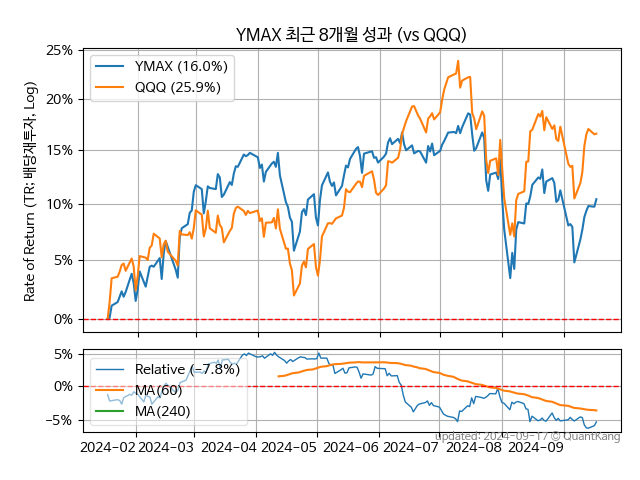 YMAX 최근 8개월 성과 (vs QQQ)
25%
20%
15%
10%
5%
0%
Rate of Return (TR: 배당재투자, Log)
YMAX (16.0%)
QQQ (25.9%)
5%
0%
−5%
Relative (−7.8%)
MA(60)
MA(240)
2024-02 2024-03 2024-04 2024-05 2024-06 2024-07 2024-08 2024-09
Updated: 2024-09-17 © QuantKang